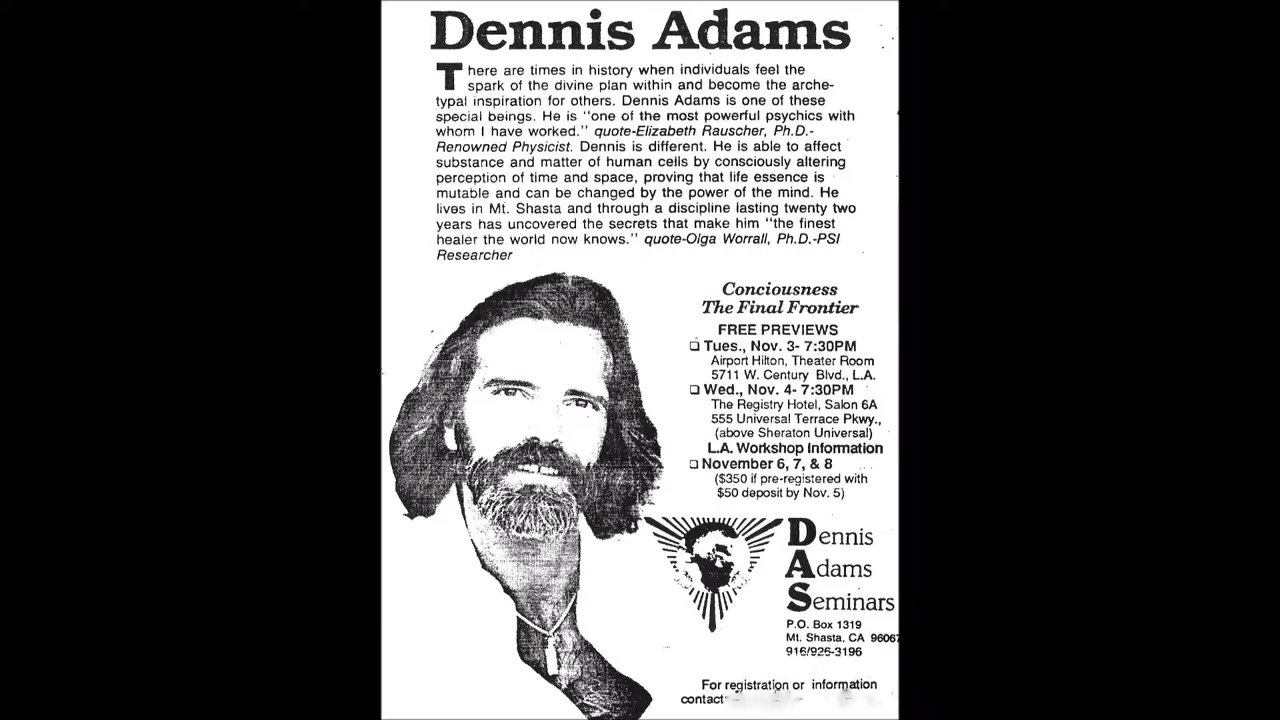 Dennis Adams
There are times in history when individuals feel the
spark of the divine plan within and become the arche-
typal inspiration for others. Dennis Adams is one of these
special beings. He is "one of the most powerful psychics with
whom I have worked." quote-Elizabeth Rauscher, Ph.D.-
Renowned Physicist. Dennis is different. He is able to affect
substance and matter of human cells by consciously altering
perception of time and space, proving that life essence is
mutable and can be changed by the power of the mind. He
lives in Mt. Shasta and through a discipline lasting twenty two
years has uncovered the secrets that make him "the finest
healer the world now knows." quote-Olga Worrall, Ph.D.-PSI
Researcher
Conciousness
The Final Frontier
FREE PREVIEWS
❏ Tues., Nov. 3- 7:30PM
Airport Hilton, Theater Room
5711 W. Century Blvd., L.A.
❏ Wed., Nov. 4- 7:30PM
The Registry Hotel, Salon 6A
555 Universal Terrace Pkwy.,
(above Sheraton Universal)
L.A. Workshop Information
❏ November 6, 7, & 8
($350 if pre-registered with
$50 deposit by Nov. 5)
Dennis
Adams
Seminars
P.O. Box 1319
Mt. Shasta, CA 96067
916/926-3196
For registration or information
contact